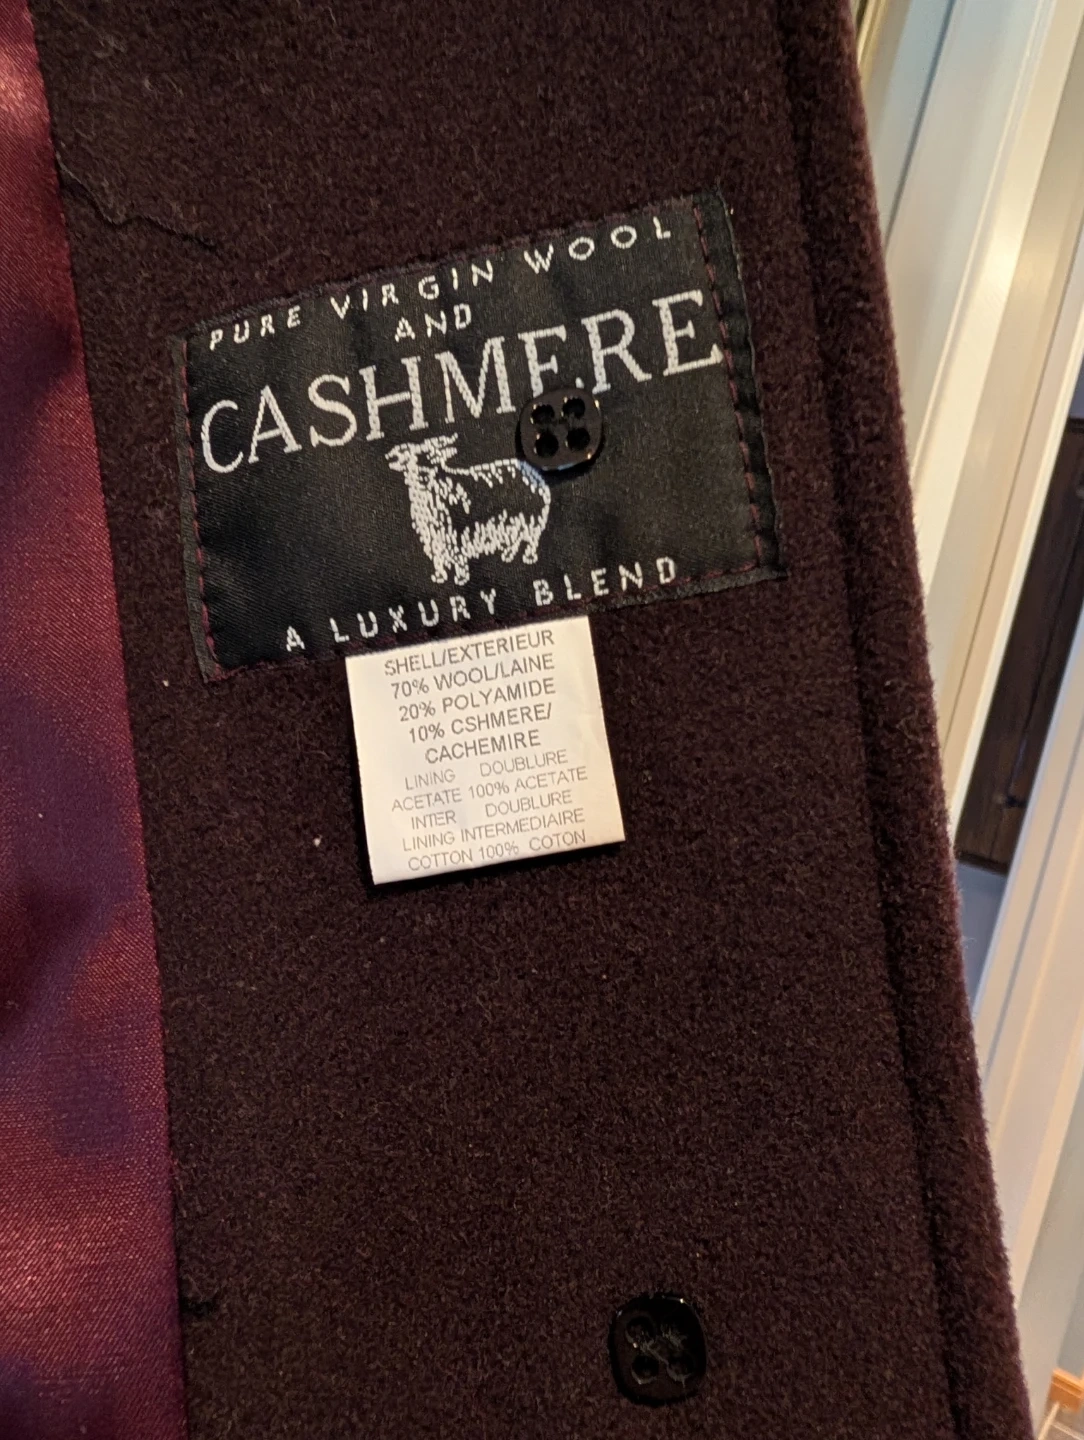 PURE VIRGIN WOOL
AND
CASHMERE
A LUXURY BLEND
SHELL/EXTERIEUR
70% WOOL/LAINE
20% POLYAMIDE
10% CSHMERE/
CACHEMIRE
LINING DOUBLURE
ACETATE 100% ACETATE
INTER DOUBLURE
LINING INTERMEDIAIRE
COTTON 100% COTON